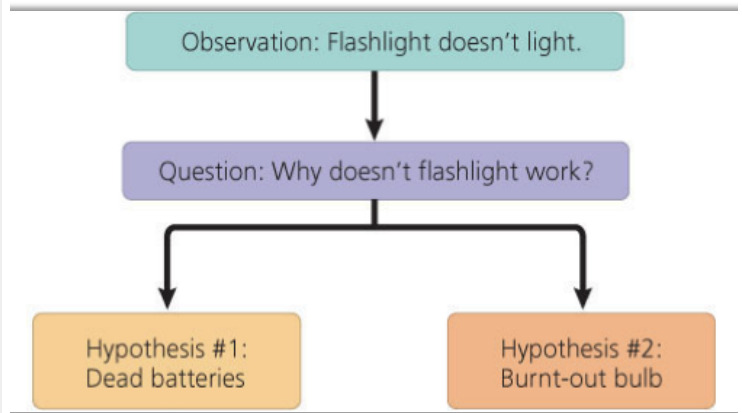 Observation: Flashlight doesn’t light.
Question: Why doesn’t flashlight work?
Hypothesis #1:
Dead batteries
Hypothesis #2:
Burnt-out bulb